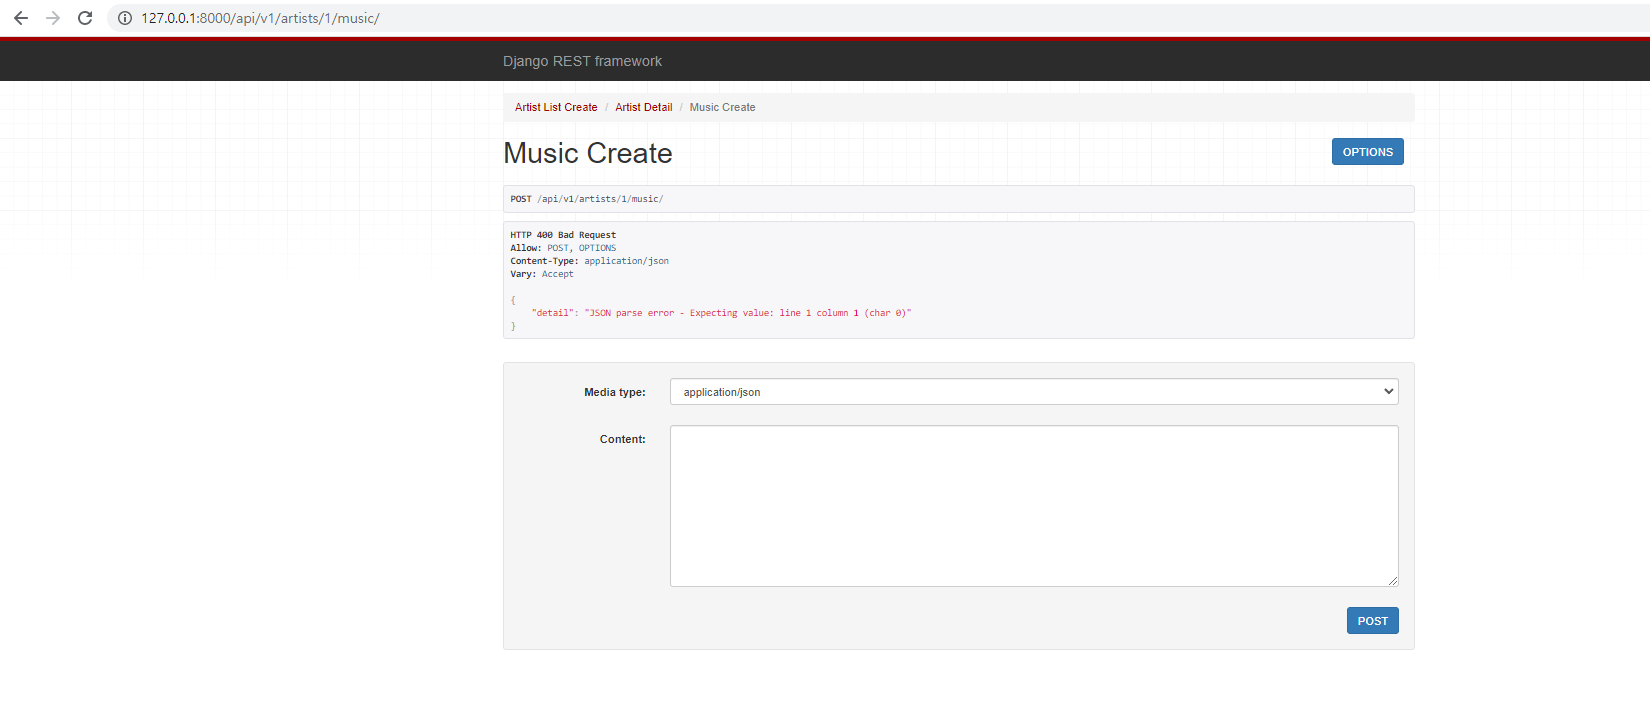 127.0.0.1:8000/api/v1/artists/1/music/
Django REST framework
Artist List Create / Artist Detail / Music Create
Music Create
OPTIONS
POST /api/v1/artists/1/music/
HTTP 400 Bad Request
Allow: POST, OPTIONS
Content-Type: application/json
Vary: Accept
{
"detail": "JSON parse error - Expecting value: line 1 column 1 (char 0)"
}
Media type: application/json
Content:
POST